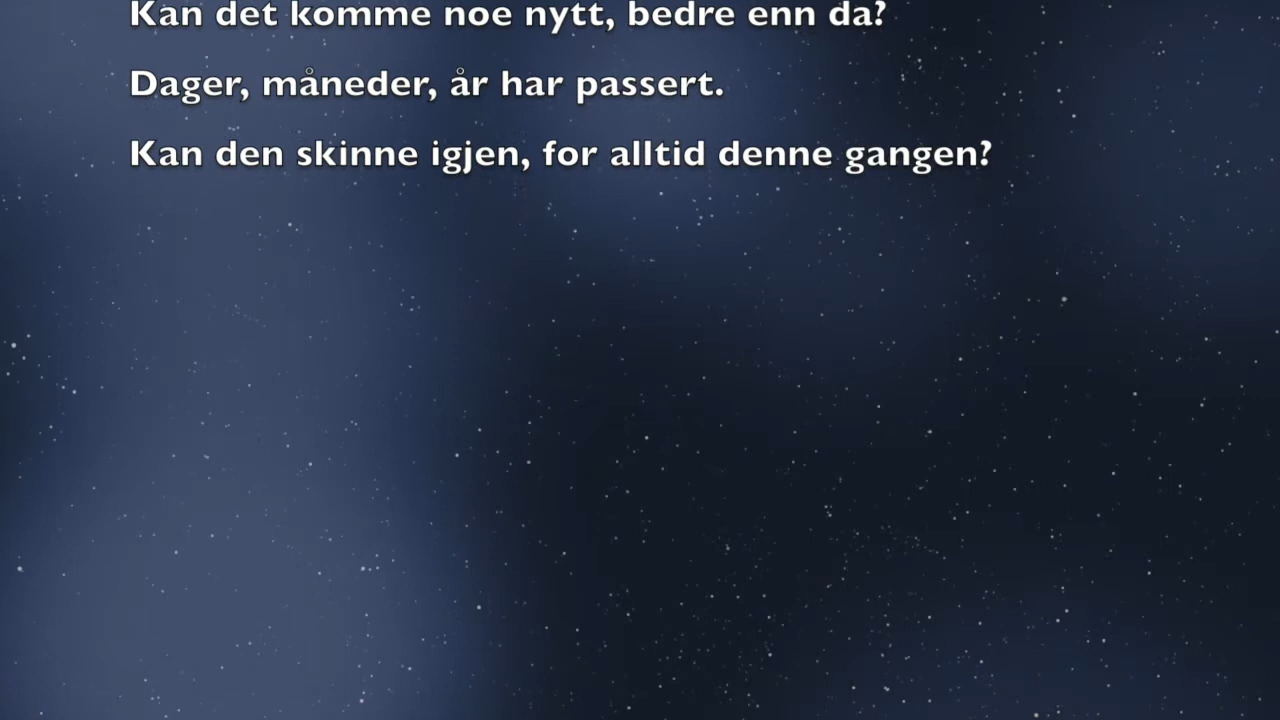 Kan det komme noe nytt, bedre enn da?
Dager, måneder, år har passert.
Kan den skinne igjen, for alltid denne gangen?